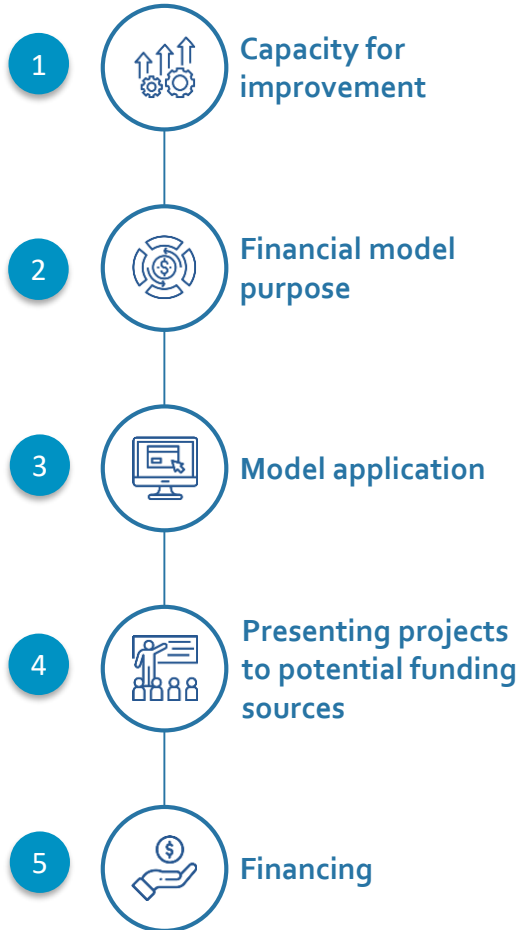 1
Capacity for
improvement
2
Financial model
purpose
$
3
Model application
4
Presenting projects
to potential funding
sources
5
$
Financing